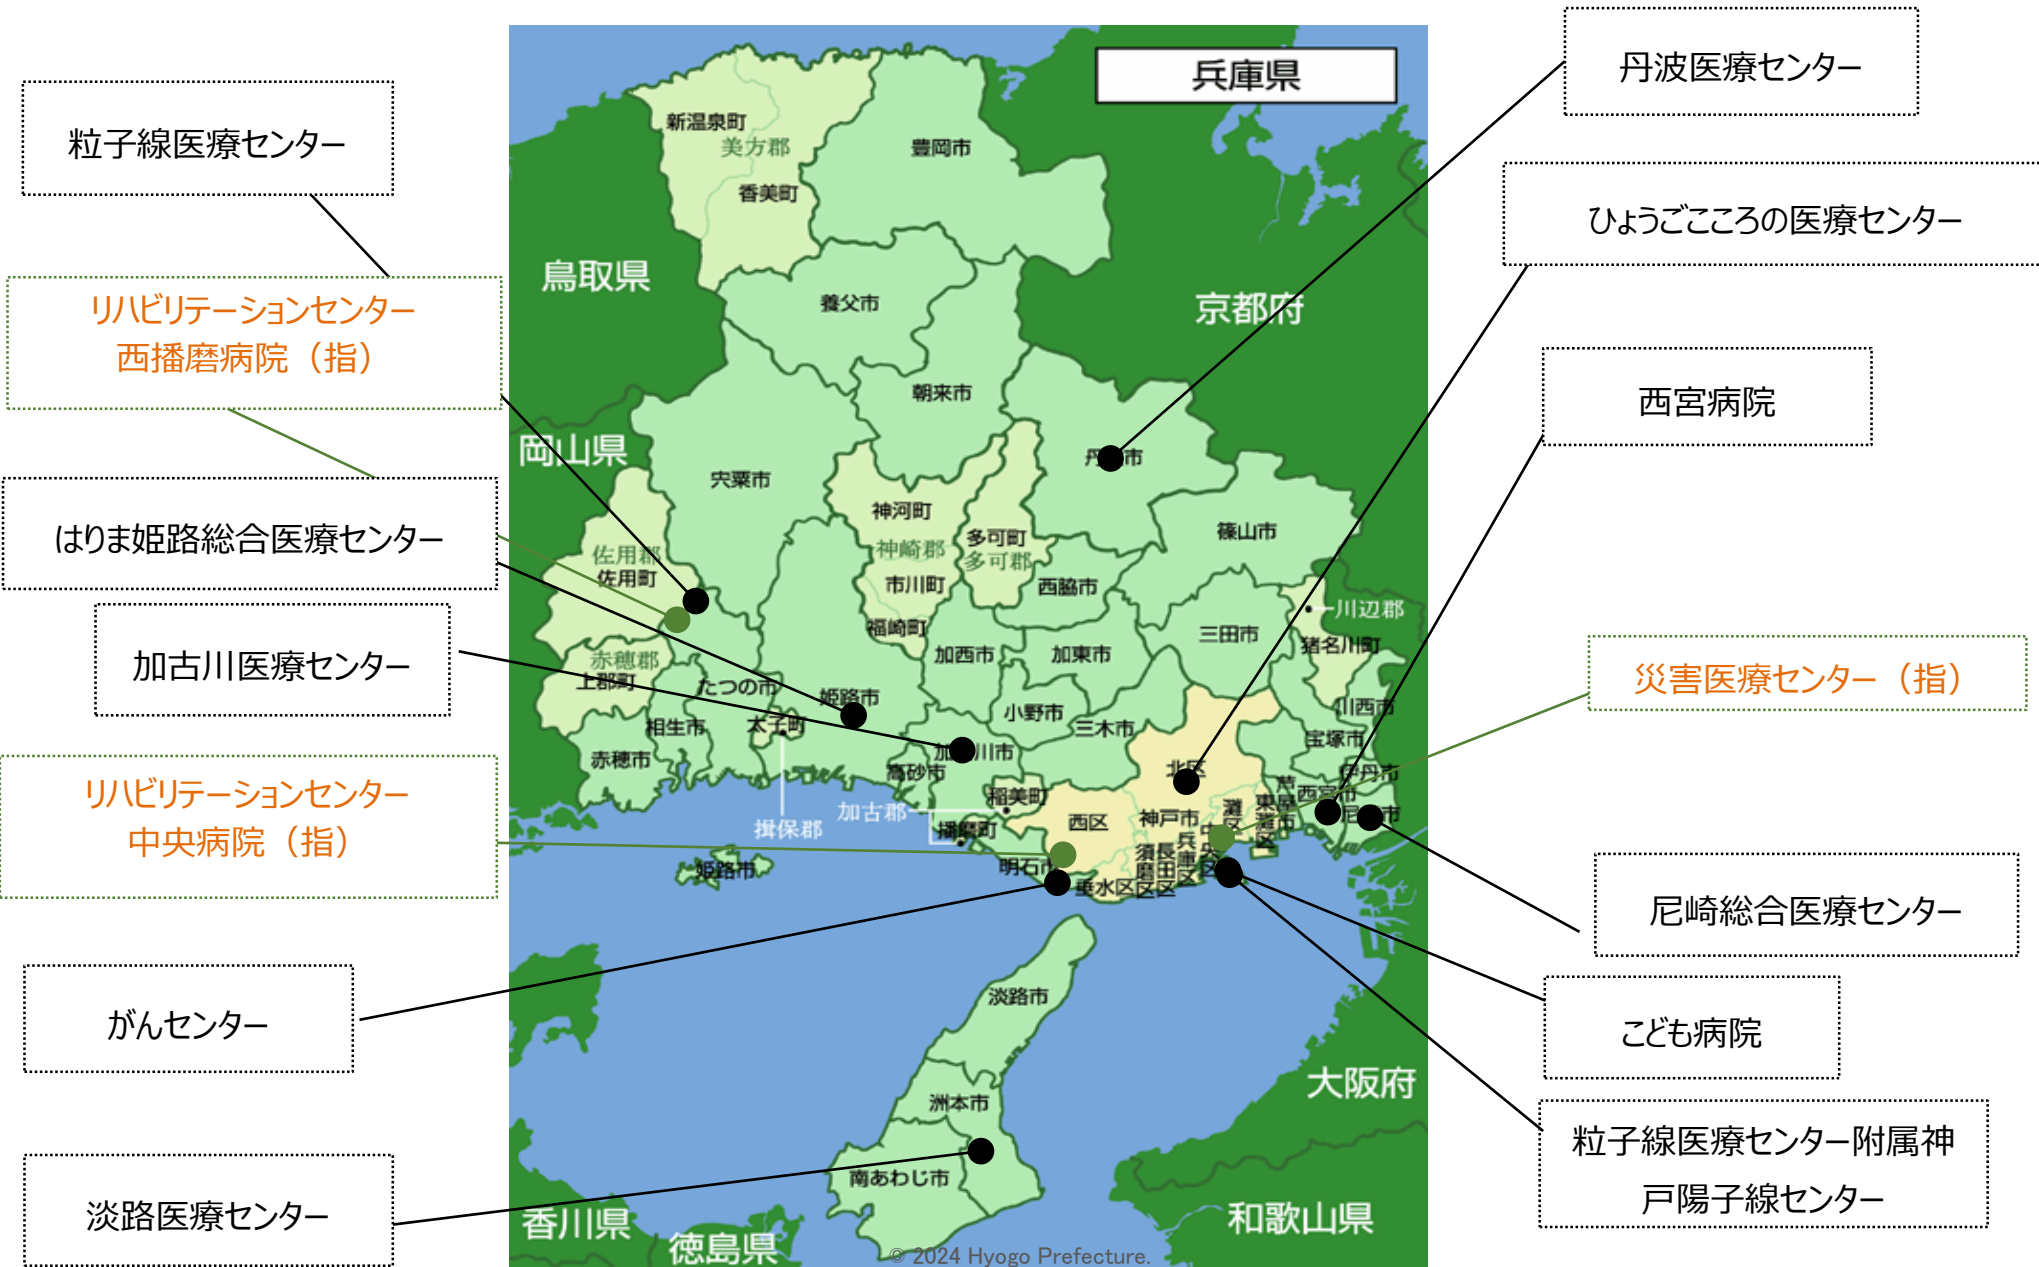 兵庫県
丹波医療センター
粒子線医療センター
ひょうごこころの医療センター
リハビリテーションセンター
西播磨病院（指）
西宮病院
はりま姫路総合医療センター
加古川医療センター
災害医療センター（指）
リハビリテーションセンター
中央病院（指）
尼崎総合医療センター
がんセンター
こども病院
粒子線医療センター附属神
戸陽子線センター
淡路医療センター
新温泉町
美方郡
香美町
豊岡市
鳥取県
京都府
養父市
朝来市
岡山県
宍粟市
神河町
神崎郡
市川町
福崎町
多可町
多可郡
西脇市
篠山市
佐用郡
佐用町
川辺郡
猪名川町
三田市
加西市
加東市
赤穂郡
上郡町
たつの市
姫路市
太子町
相生市
赤穂市
小野市
三木市
川西市
宝塚市
伊丹市
高砂市
稲美町
加古郡
播磨町
揖保郡
西区
北区
神戸市
灘区
東灘区
芦屋市
西宮市
兵庫区
長田区
須磨区
垂水区
明石市
姫路市
淡路市
洲本市
南あわじ市
大阪府
和歌山県
香川県
徳島県
© 2024 Hyogo Prefecture.